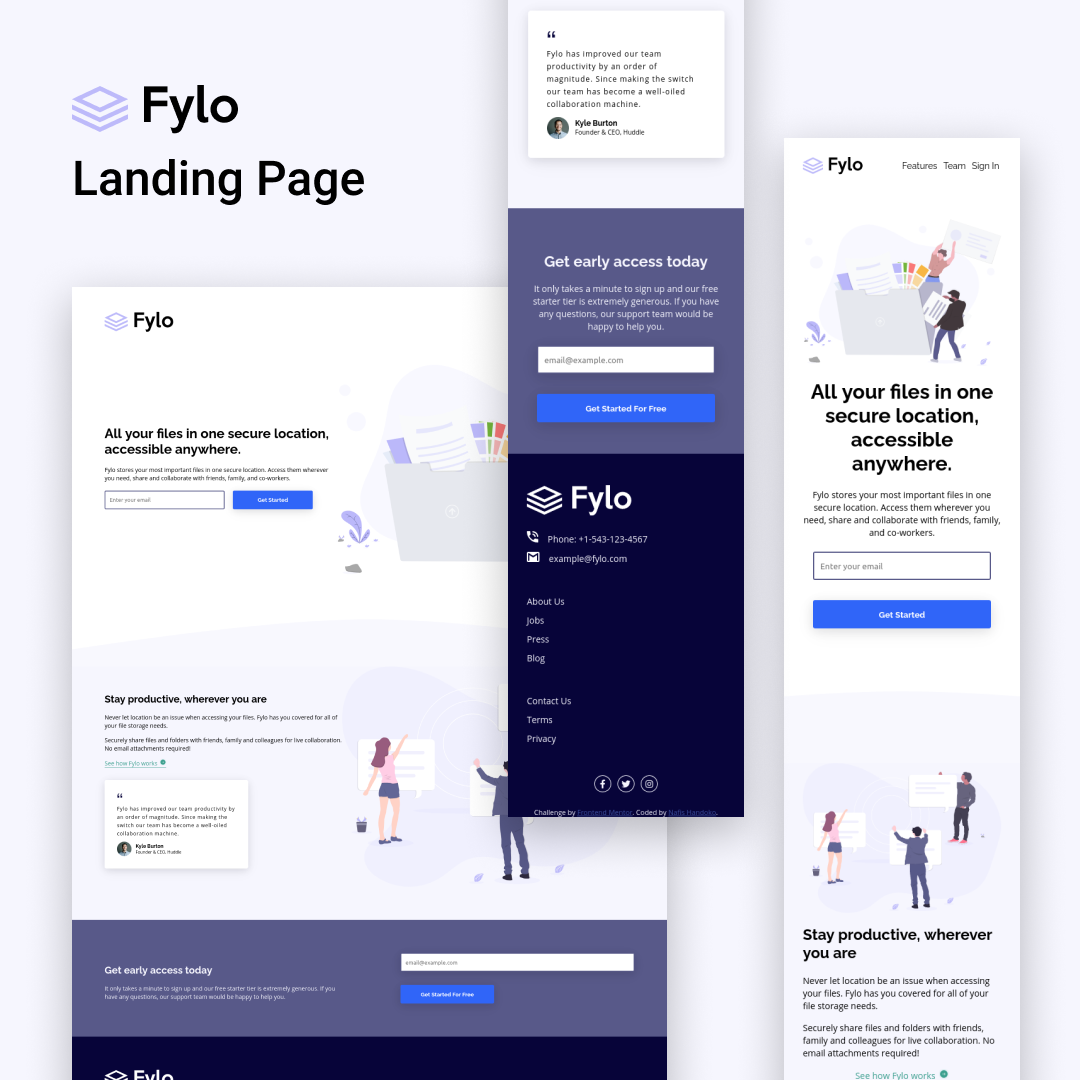 Fylo
Landing Page
Fylo
All your files in one secure location,
accessible anywhere.
Fylo stores your most important files in one secure location. Access them wherever
you need, share and collaborate with friends, family, and co-workers.
Enter your email
Get Started
Stay productive, wherever you are
Never let location be an issue when accessing your files. Fylo has you covered for all of
your file storage needs.
Securely share files and folders with friends, family and colleagues for live collaboration.
No email attachments required!
See how Fylo works
“
Fylo has improved our team productivity by
an order of magnitude. Since making the
switch our team has become a well-oiled
collaboration machine.
Kyle Burton
Founder & CEO, Huddle
Get early access today
It only takes a minute to sign up and our free starter tier is extremely generous. If you
have any questions, our support team would be happy to help you.
email@example.com
Get Started For Free
Fylo
“
Fylo has improved our team
productivity by an order of
magnitude. Since making the switch
our team has become a well-oiled
collaboration machine.
Kyle Burton
Founder & CEO, Huddle
Get early access today
It only takes a minute to sign up and our free
starter tier is extremely generous. If you have
any questions, our support team would be
happy to help you.
email@example.com
Get Started For Free
Fylo
Phone: +1-543-123-4567
example@fylo.com
About Us
Jobs
Press
Blog
Contact Us
Terms
Privacy
Challenge by Frontend Mentor. Coded by Nafis Handoko.
Fylo
Features Team Sign In
All your files in one
secure location,
accessible
anywhere.
Fylo stores your most important files in one
secure location. Access them wherever you
need, share and collaborate with friends, family,
and co-workers.
Enter your email
Get Started
Stay productive, wherever
you are
Never let location be an issue when accessing
your files. Fylo has you covered for all of your
file storage needs.
Securely share files and folders with friends,
family and colleagues for live collaboration. No
email attachments required!
See how Fylo works